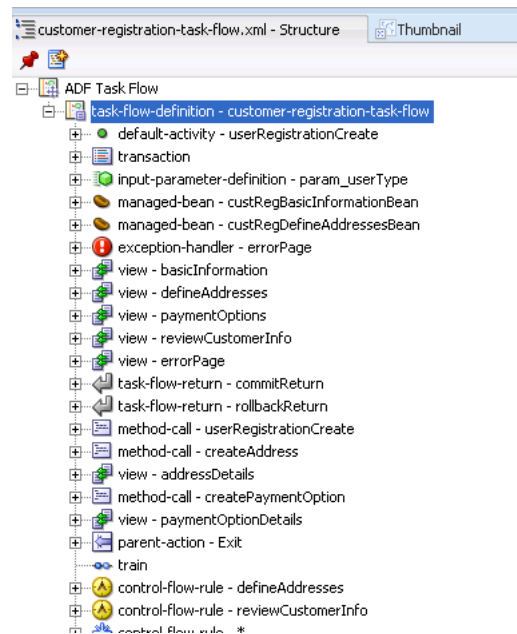 customer-registration-task-flow.xml - Structure
Thumbnail
ADF Task Flow
task-flow-definition - customer-registration-task-flow
default-activity - userRegistrationCreate
transaction
input-parameter-definition - param_userType
managed-bean - custRegBasicInformationBean
managed-bean - custRegDefineAddressesBean
exception-handler - errorPage
view - basicInformation
view - defineAddresses
view - paymentOptions
view - reviewCustomerInfo
view - errorPage
task-flow-return - commitReturn
task-flow-return - rollbackReturn
method-call - userRegistrationCreate
method-call - createAddress
view - addressDetails
method-call - createPaymentOption
view - paymentOptionDetails
parent-action - Exit
train
control-flow-rule - defineAddresses
control-flow-rule - reviewCustomerInfo
control-flow-rule - *